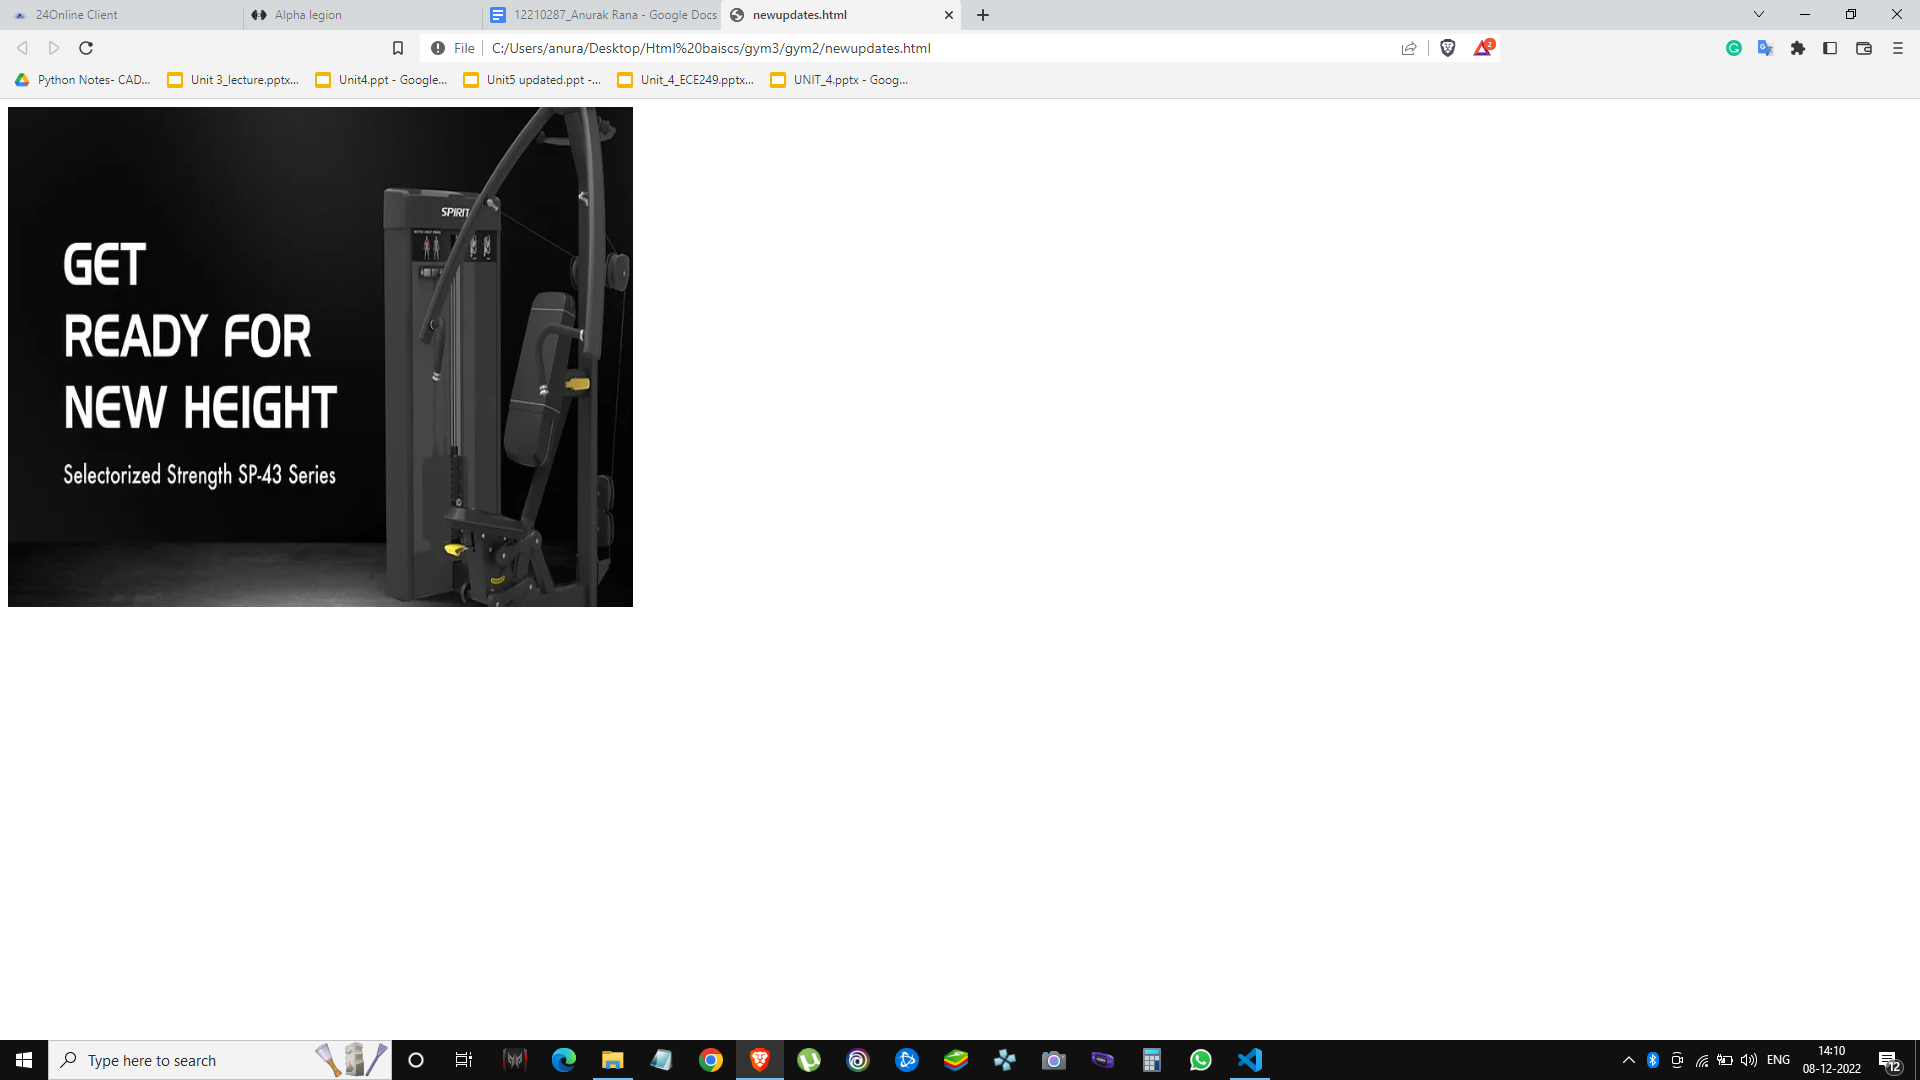 24Online Client
Alpha legion
12210287_Anurak Rana - Google Docs
newupdates.html
File
C:/Users/anura/Desktop/Html%20baiscs/gym3/gym2/newupdates.html
2
Python Notes- CAD...
Unit 3_lecture.pptx...
Unit4.ppt - Google...
Unit5 updated.ppt -...
Unit_4_ECE249.pptx...
UNIT_4.pptx - Goog...
SPIRIT
GET
READY FOR
NEW HEIGHT
Selectorized Strength SP-43 Series
Type here to search
ENG
14:10
08-12-2022
12